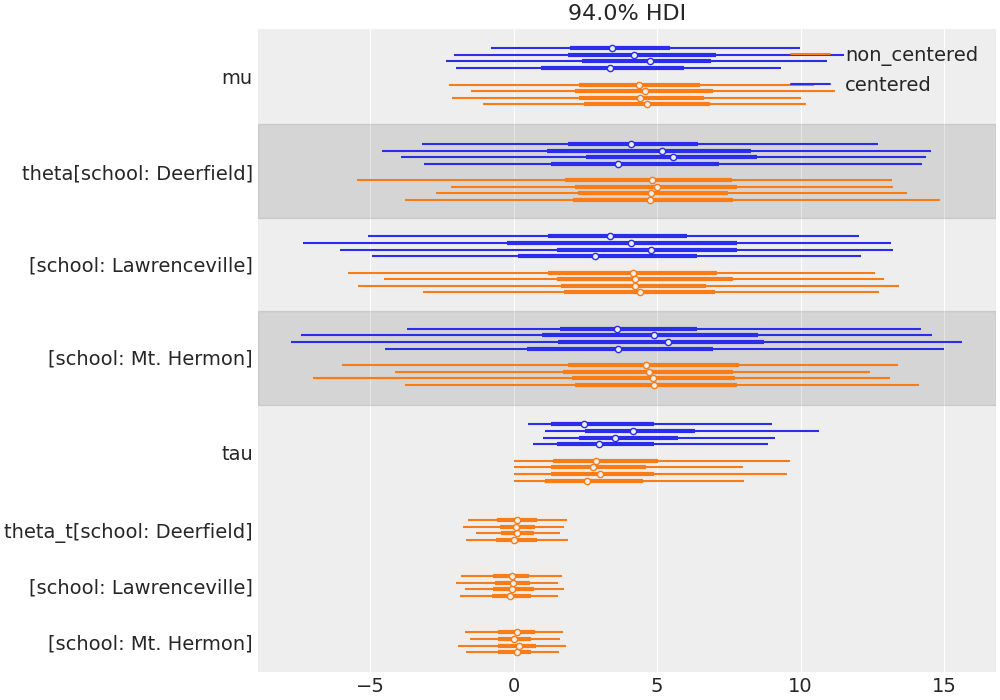 94.0% HDI
mu
non_centered
centered
theta[school: Deerfield]
[school: Lawrenceville]
[school: Mt. Hermon]
tau
theta_t[school: Deerfield]
[school: Lawrenceville]
[school: Mt. Hermon]
−5 0 5 10 15